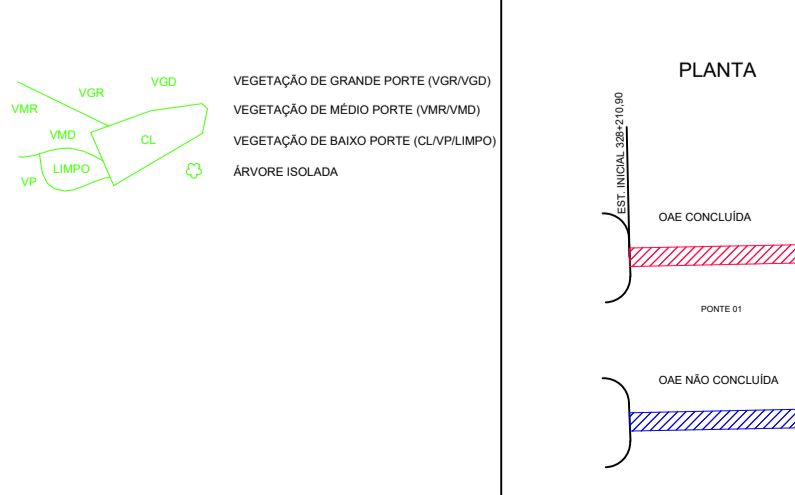 VGD
VGR
VMR
VMD
CL
LIMPO
VP
VEGETAÇÃO DE GRANDE PORTE (VGR/VGD)
VEGETAÇÃO DE MÉDIO PORTE (VMR/VMD)
VEGETAÇÃO DE BAIXO PORTE (CL/VP/LIMPO)
ÁRVORE ISOLADA
PLANTA
EST. INICIAL 328+210,90
OAE CONCLUÍDA
PONTE 01
OAE NÃO CONCLUÍDA